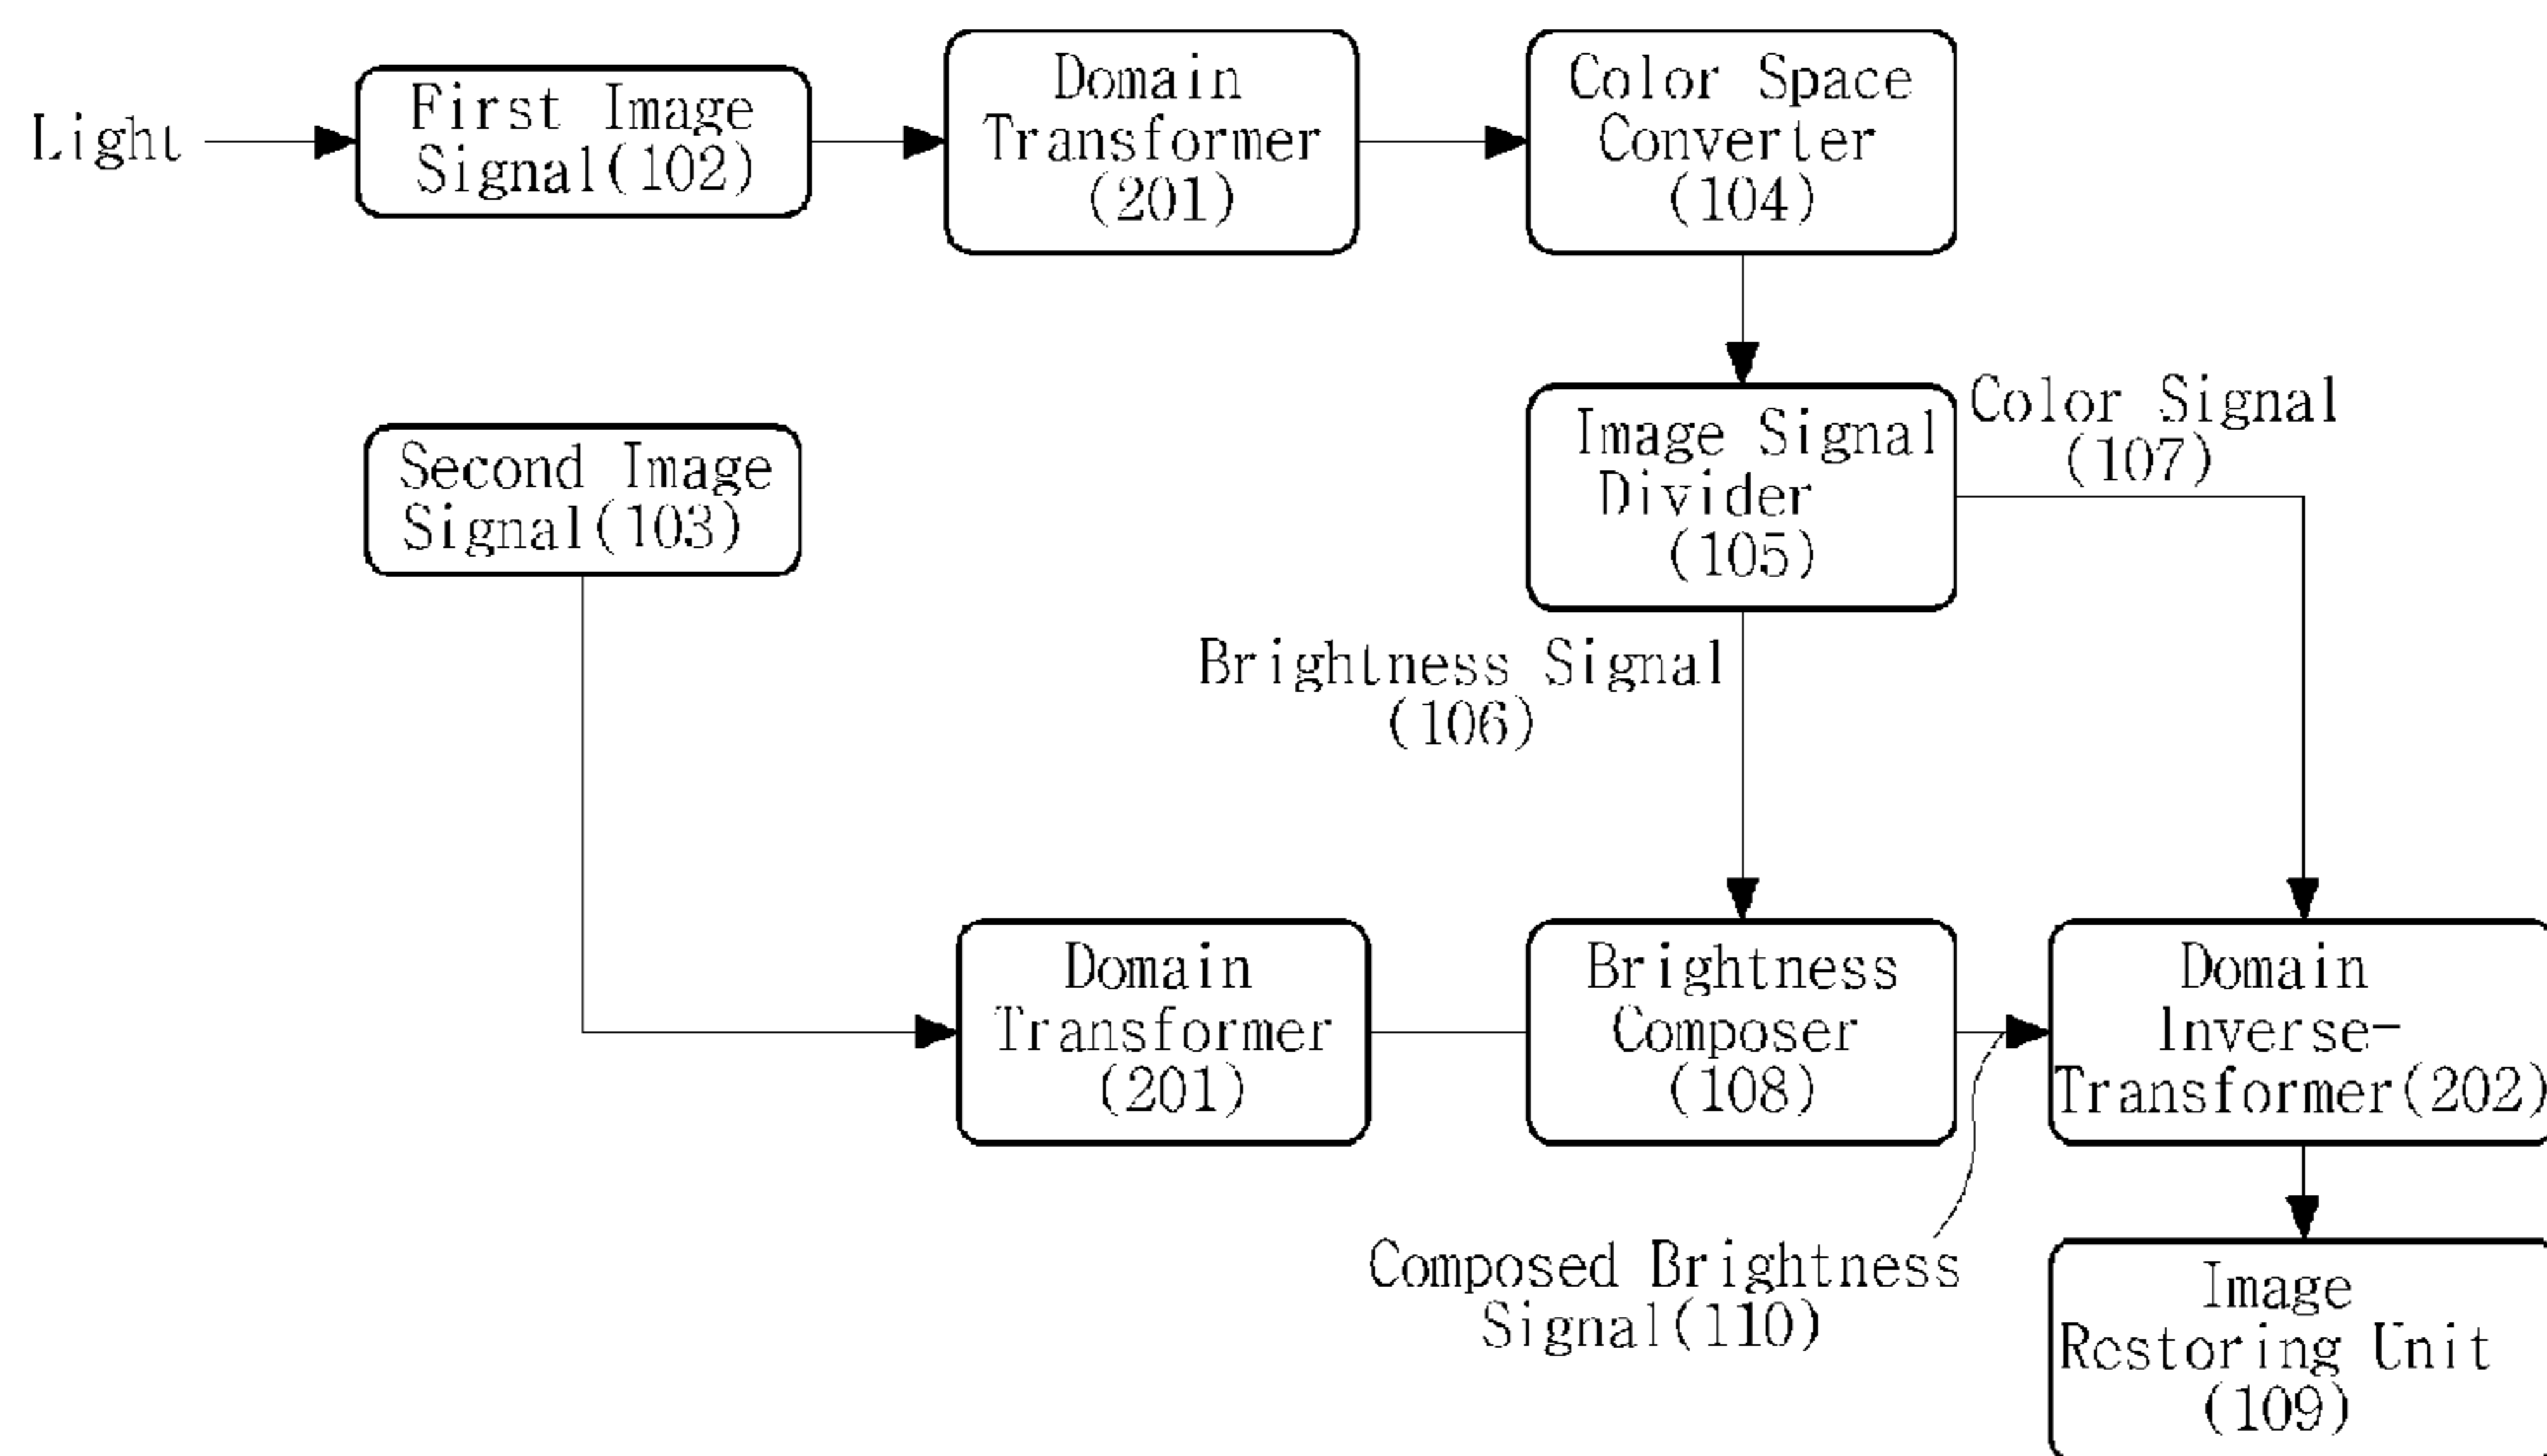 Light
First Image
Signal(102)
Domain
Transformer
(201)
Color Space
Converter
(104)
Second Image
Signal(103)
Image Signal
Divider
(105)
Color Signal
(107)
Brightness Signal
(106)
Domain
Transformer
(201)
Brightness
Composer
(108)
Domain
Inverse-
Transformer(202)
Composed Brightness
Signal(110)
Image
Restoring Unit
(109)